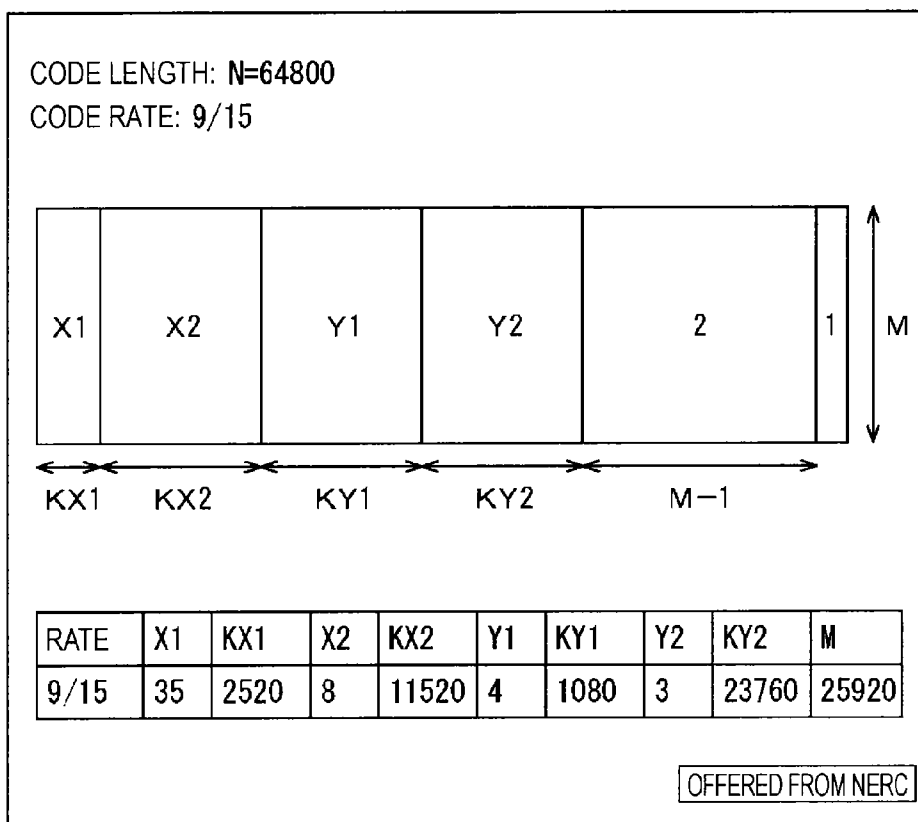 CODE LENGTH: N=64800
CODE RATE: 9/15
X1 X2 Y1 Y2 2 1 M
KX1 KX2 KY1 KY2 M-1
RATE X1 KX1 X2 KX2 Y1 KY1 Y2 KY2 M
9/15 35 2520 8 11520 4 1080 3 23760 25920
OFFERED FROM NERC